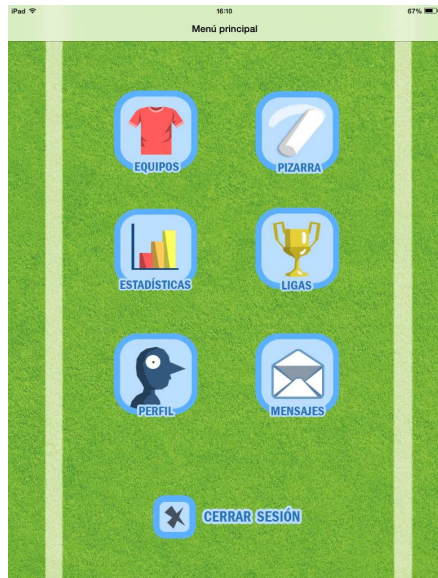 iPad 16:10 67%
Menú principal
EQUIPOS PIZARRA
ESTADÍSTICAS LIGAS
PERFIL MENSAJES
CERRAR SESIÓN